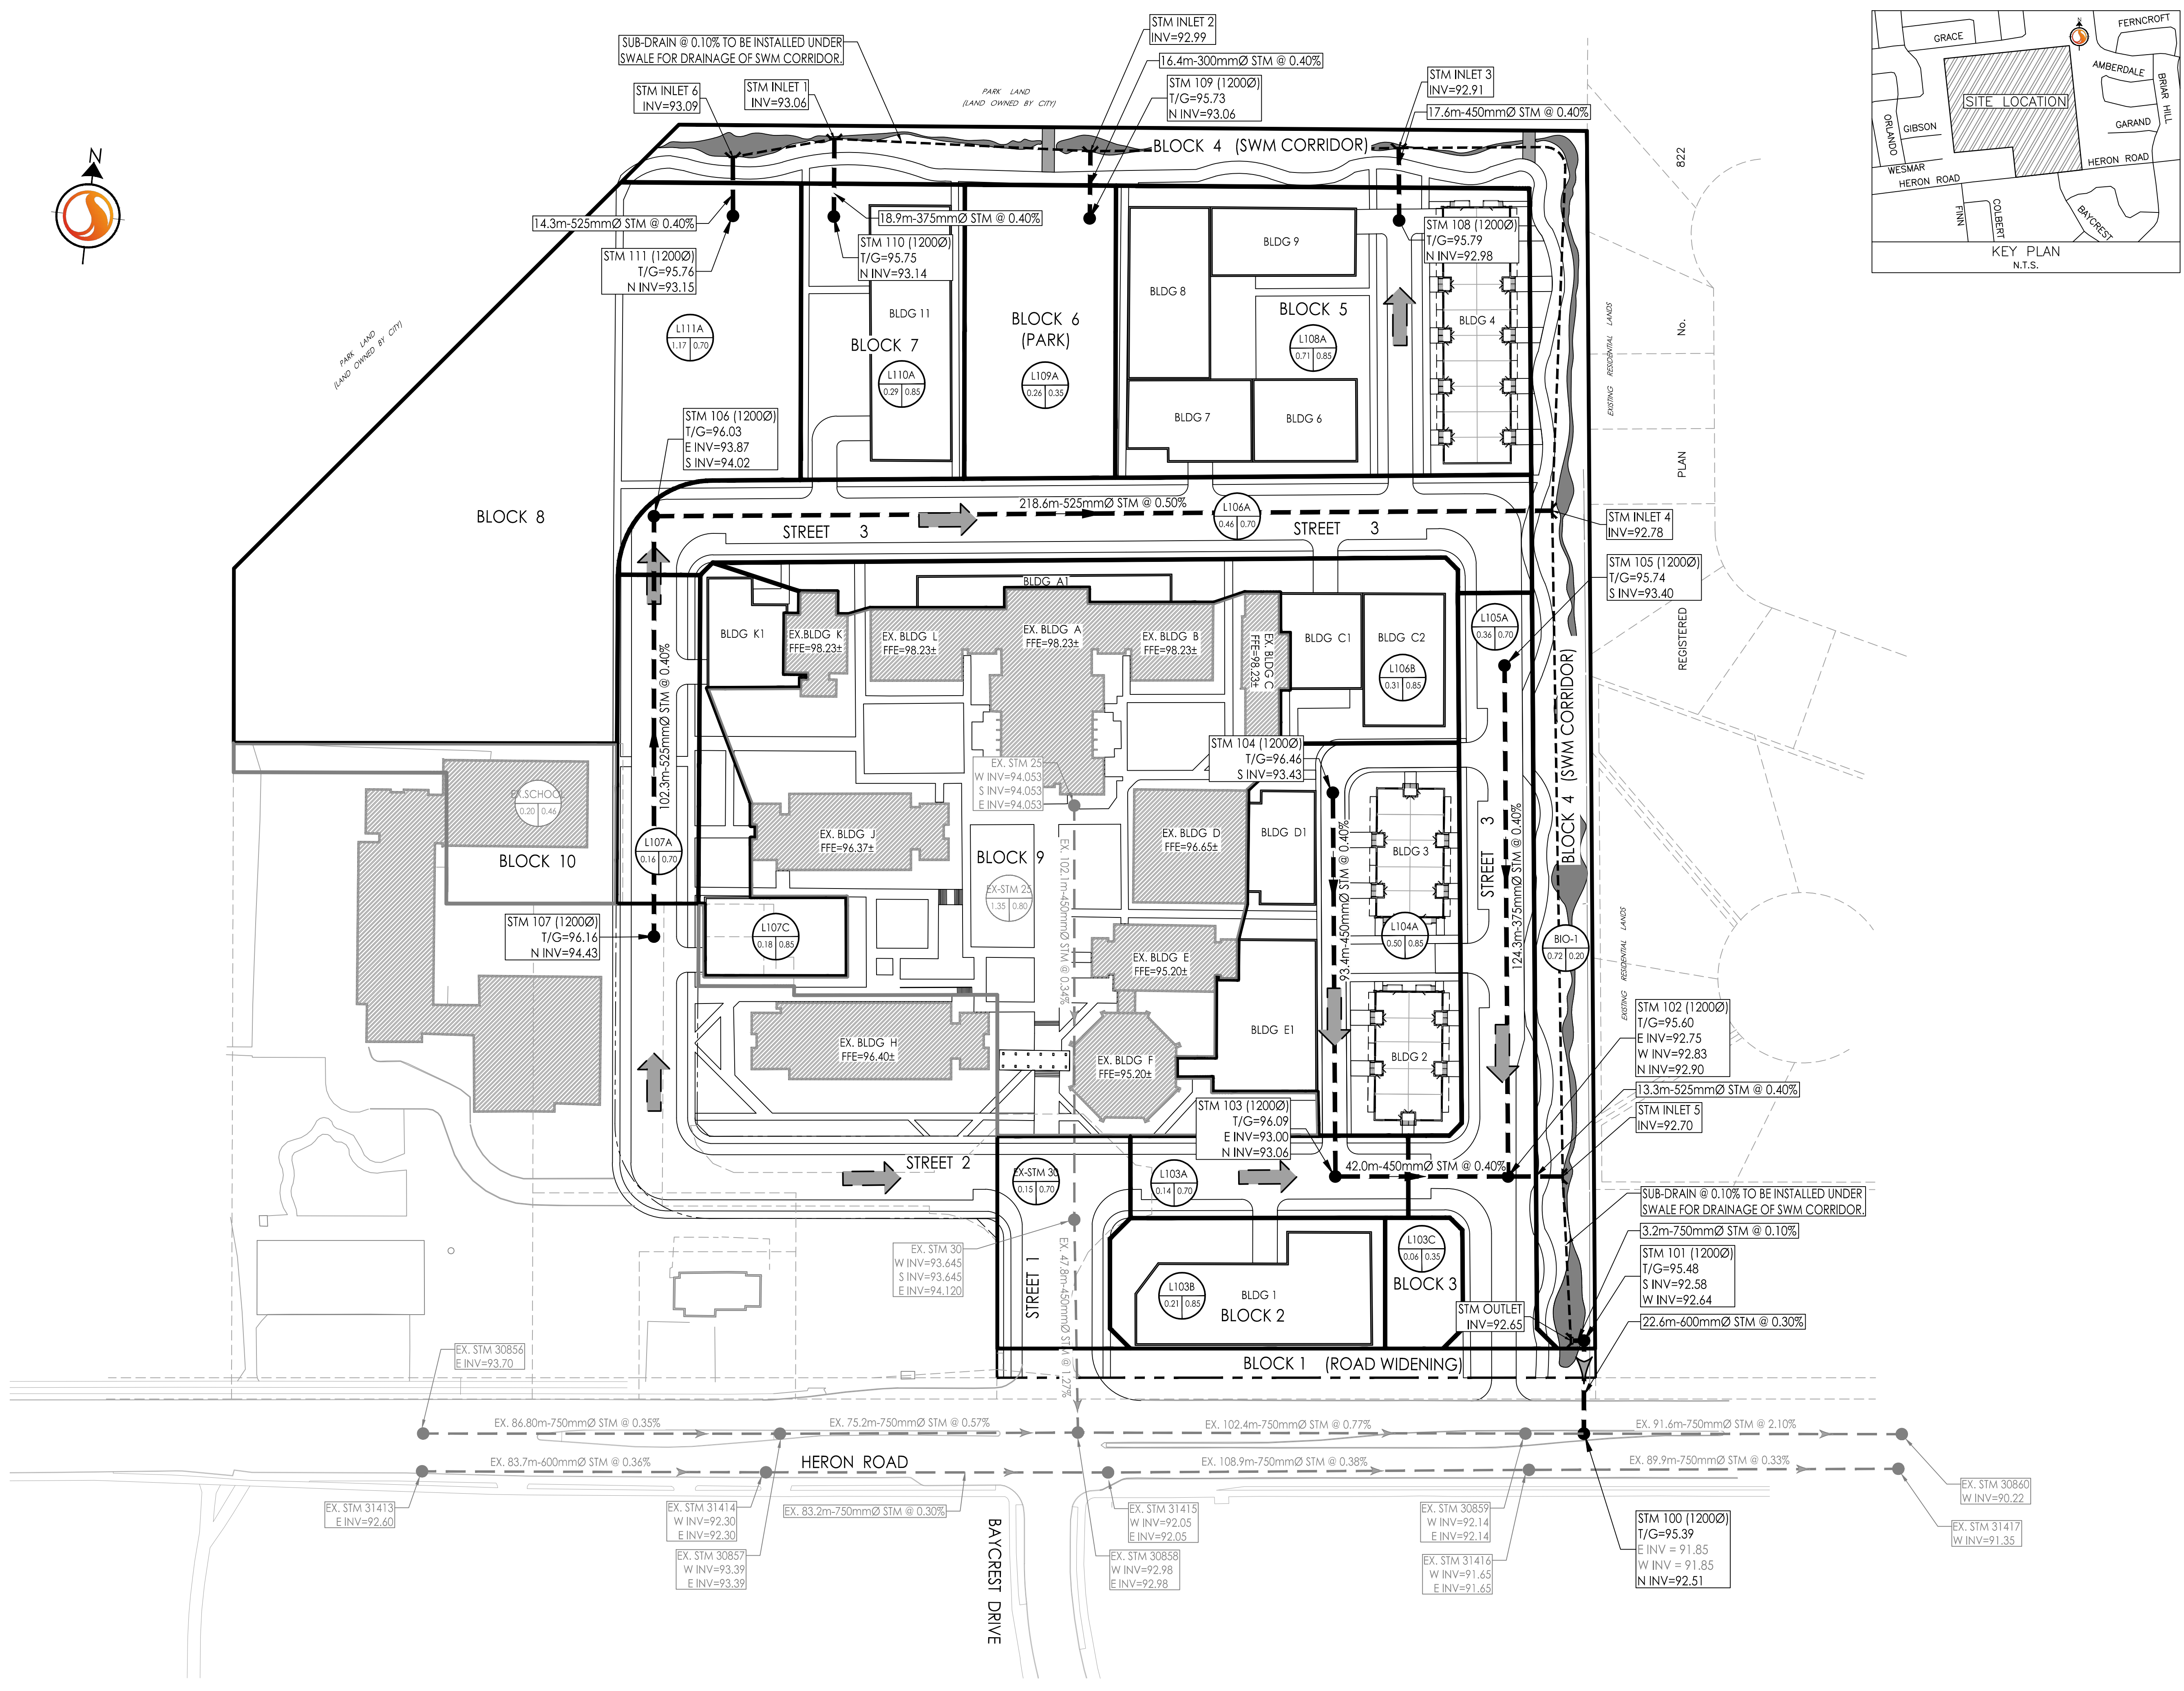 STM INLET 2
INV=92.99
SUB-DRAIN @ 0.10% TO BE INSTALLED UNDER
SWALE FOR DRAINAGE OF SWM CORRIDOR.
16.4m-300mmØ STM @ 0.40%
STM INLET 6
INV=93.09
STM INLET 1
INV=93.06
PARK LAND
(LAND OWNED BY CITY)
STM 109 (1200Ø)
T/G=95.73
N INV=93.06
STM INLET 3
INV=92.91
17.6m-450mmØ STM @ 0.40%
N
GRACE
FERNCROFT
AMBERDALE
BRIAR HILL
SITE LOCATION
ORLANDO
GIBSON
GARAND
WESMAR
HERON ROAD
HERON ROAD
FINN
COLBERT
BAYCREST
KEY PLAN
N.T.S.
N
BLOCK 4 (SWM CORRIDOR)
822
No.
PLAN
REGISTERED
14.3m-525mmØ STM @ 0.40%
18.9m-375mmØ STM @ 0.40%
STM 111 (1200Ø)
T/G=95.76
N INV=93.15
STM 110 (1200Ø)
T/G=95.75
N INV=93.14
BLDG 9
STM 108 (1200Ø)
T/G=95.79
N INV=92.98
BLDG 8
BLDG 11
BLOCK 6
(PARK)
BLOCK 5
BLDG 4
L111A
1.17 0.70
BLOCK 7
L108A
0.71 0.85
L110A
0.29 0.85
L109A
0.26 0.35
PARK LAND
(LAND OWNED BY CITY)
EXISTING RESIDENTIAL LANDS
BLDG 7
BLDG 6
STM 106 (1200Ø)
T/G=96.03
E INV=93.87
S INV=94.02
BLOCK 8
218.6m-525mmØ STM @ 0.50%
L106A
0.46 0.70
STREET 3
STREET 3
STM INLET 4
INV=92.78
STM 105 (1200Ø)
T/G=95.74
S INV=93.40
BLDG A1
BLDG K1
EX.BLDG K
FFE=98.23±
EX. BLDG L
FFE=98.23±
EX. BLDG A
FFE=98.23±
EX. BLDG B
FFE=98.23±
EX. BLDG C
FFE=98.23±
BLDG C1
BLDG C2
L106B
0.31 0.85
L105A
0.36 0.70
102.3m-525mmØ STM @ 0.40%
BLOCK 4 (SWM CORRIDOR)
STM 104 (1200Ø)
T/G=96.46
S INV=93.43
EX. STM 25
W INV=94.053
S INV=94.053
E INV=94.053
EX.SCHOOL
0.20 0.46
BLOCK 10
L107A
0.16 0.70
EX. BLDG J
FFE=96.37±
BLOCK 9
EX-STM 25
1.35 0.80
EX. 102.1m-450mmØ STM @ 0.34%
EX. BLDG D
FFE=96.65±
BLDG D1
93.4m-450mmØ STM @ 0.40%
BLDG 3
STREET 3
124.3m-375mmØ STM @ 0.40%
STM 107 (1200Ø)
T/G=96.16
N INV=94.43
L107C
0.18 0.85
L104A
0.50 0.85
BIO-1
0.72 0.20
EXISTING RESIDENTIAL LANDS
EX. BLDG E
FFE=95.20±
BLDG E1
EX. BLDG H
FFE=96.40±
EX. BLDG F
FFE=95.20±
BLDG 2
STM 102 (1200Ø)
T/G=95.60
E INV=92.75
W INV=92.83
N INV=92.90
13.3m-525mmØ STM @ 0.40%
STM INLET 5
INV=92.70
STM 103 (1200Ø)
T/G=96.09
E INV=93.00
N INV=93.06
STREET 2
42.0m-450mmØ STM @ 0.40%
EX-STM 30
0.15 0.70
L103A
0.14 0.70
SUB-DRAIN @ 0.10% TO BE INSTALLED UNDER
SWALE FOR DRAINAGE OF SWM CORRIDOR.
3.2m-750mmØ STM @ 0.10%
EX. STM 30
W INV=93.645
S INV=93.645
E INV=94.120
STREET 1
EX. 47.8m-450mmØ STM @ 1.27%
L103C
0.06 0.35
BLOCK 3
L103B
0.21 0.85
BLDG 1
BLOCK 2
STM 101 (1200Ø)
T/G=95.48
S INV=92.58
W INV=92.64
STM OUTLET
INV=92.65
22.6m-600mmØ STM @ 0.30%
BLOCK 1 (ROAD WIDENING)
EX. STM 30856
E INV=93.70
EX. 86.80m-750mmØ STM @ 0.35%
EX. 75.2m-750mmØ STM @ 0.57%
EX. 102.4m-750mmØ STM @ 0.77%
EX. 91.6m-750mmØ STM @ 2.10%
EX. 83.7m-600mmØ STM @ 0.36%
HERON ROAD
EX. 108.9m-750mmØ STM @ 0.38%
EX. 89.9m-750mmØ STM @ 0.33%
EX. STM 31413
E INV=92.60
EX. STM 31414
W INV=92.30
E INV=92.30
EX. 83.2m-750mmØ STM @ 0.30%
EX. STM 31415
W INV=92.05
E INV=92.05
EX. STM 30859
W INV=92.14
E INV=92.14
EX. STM 30860
W INV=90.22
EX. STM 31417
W INV=91.35
EX. STM 30857
W INV=93.39
E INV=93.39
BAYCREST DRIVE
EX. STM 30858
W INV=92.98
E INV=92.98
EX. STM 31416
W INV=91.65
E INV=91.65
STM 100 (1200Ø)
T/G=95.39
E INV = 91.85
W INV = 91.85
N INV=92.51